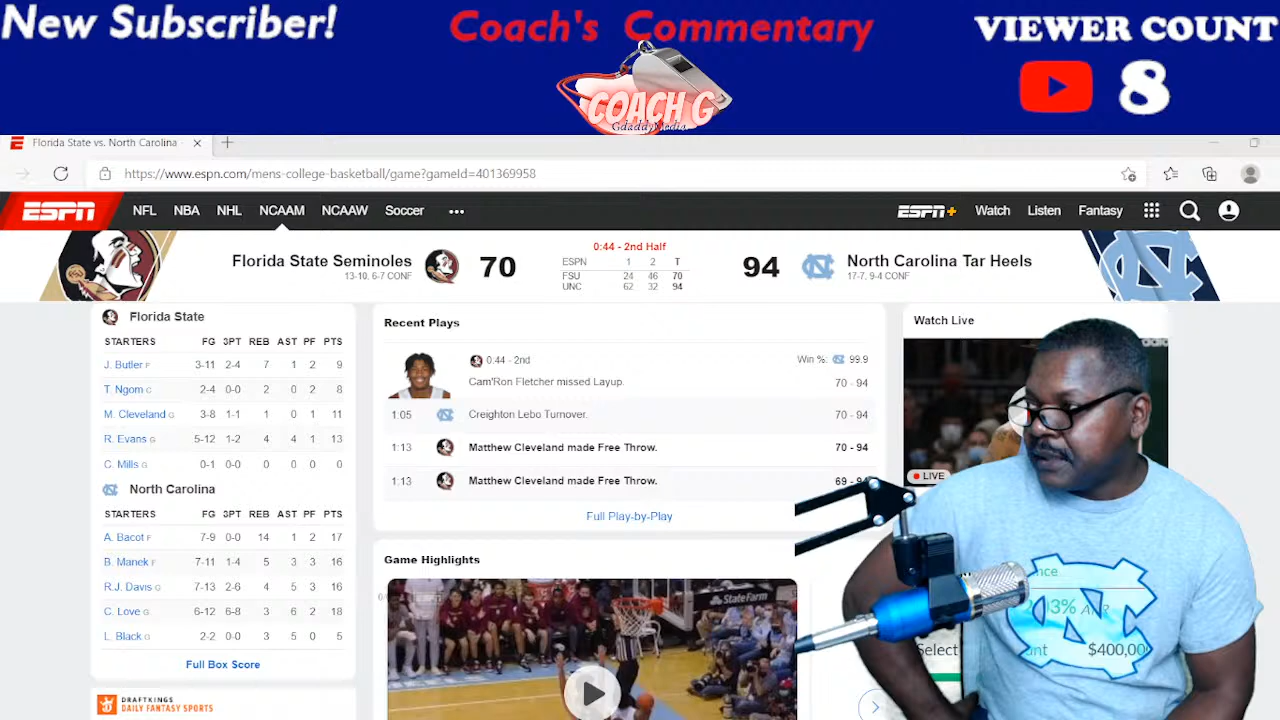 New Subscriber!
Coach's Commentary
VIEWER COUNT
8
COACH G
GdaddyMedia
Florida State vs. North Carolina
https://www.espn.com/mens-college-basketball/game?gameId=401369958
ESPN NFL NBA NHL NCAAM NCAAW Soccer ••• ESPN+ Watch Listen Fantasy
0:44 - 2nd Half
Florida State Seminoles 70 ESPN 1 2 T 94 North Carolina Tar Heels
13-10, 6-7 CONF FSU 24 46 70 17-7, 9-4 CONF
UNC 62 32 94
Florida State
STARTERS FG 3PT REB AST PF PTS
J. Butler F 3-11 2-4 7 1 2 9
T. Ngom C 2-4 0-0 2 0 2 8
M. Cleveland G 3-8 1-1 1 0 1 11
R. Evans G 5-12 1-2 4 4 1 13
C. Mills G 0-1 0-0 0 0 0 0
North Carolina
STARTERS FG 3PT REB AST PF PTS
A. Bacot F 7-9 0-0 14 1 2 17
B. Manek F 7-11 1-4 5 3 3 16
R.J. Davis G 7-13 2-6 4 5 3 16
C. Love G 6-12 6-8 3 6 2 18
L. Black G 2-2 0-0 3 5 0 5
Full Box Score
DRAFTKINGS
DAILY FANTASY SPORTS
Recent Plays
0:44 - 2nd Win %: 99.9
Cam'Ron Fletcher missed Layup. 70 - 94
1:05 Creighton Lebo Turnover. 70 - 94
1:13 Matthew Cleveland made Free Throw. 70 - 94
1:13 Matthew Cleveland made Free Throw. 69 - 94
Full Play-by-Play
Game Highlights
State Farm
Watch Live
adidas
LIVE
NC
Select
$400,00